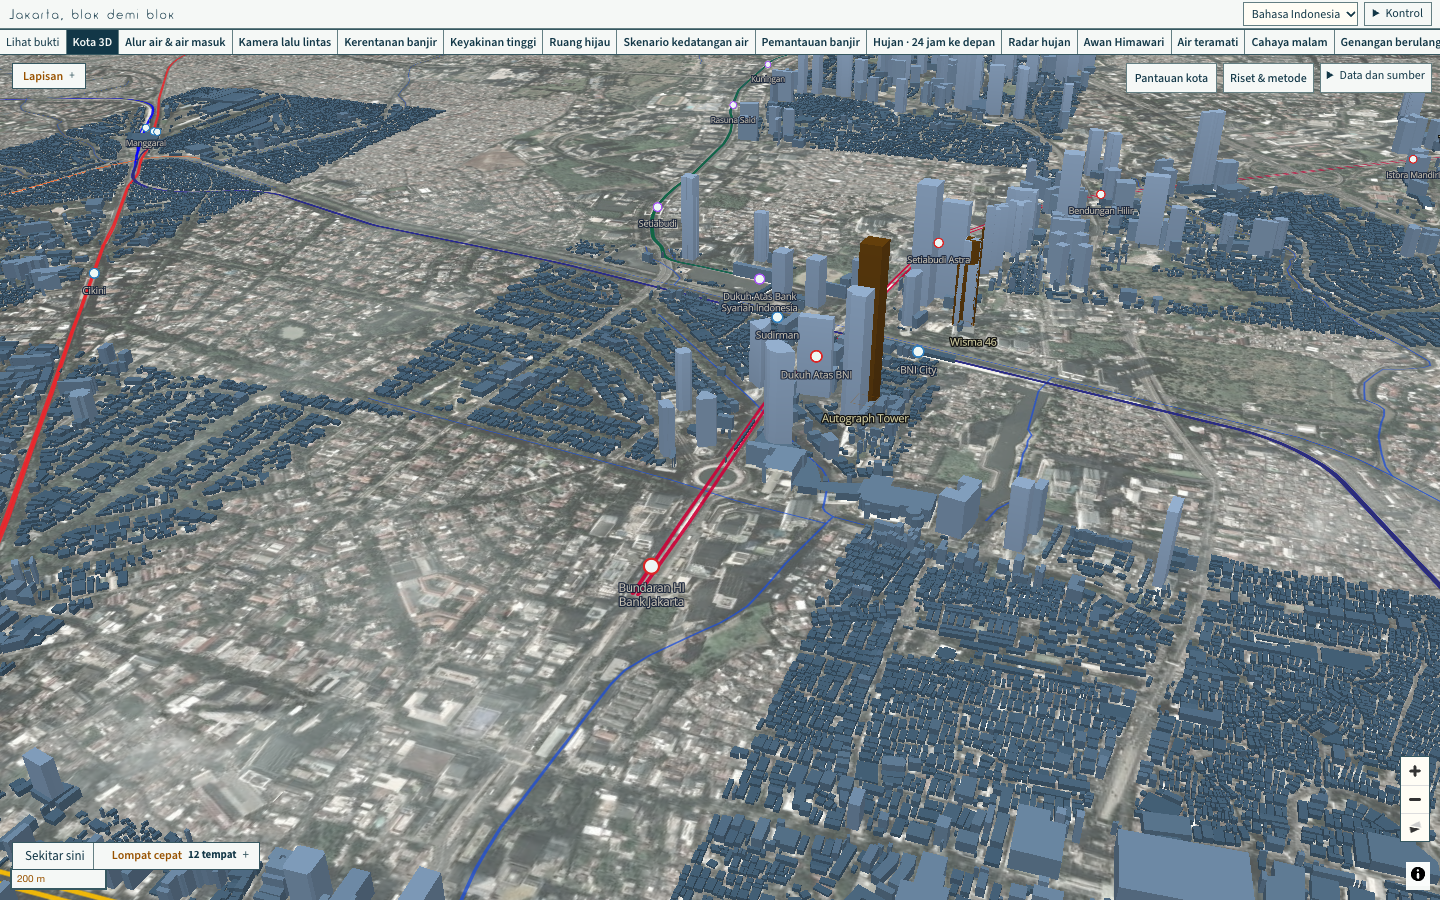 Jakarta, blok demi blok
Bahasa Indonesia
Kontrol
Lihat bukti
Kota 3D
Alur air & air masuk
Kamera lalu lintas
Kerentanan banjir
Keyakinan tinggi
Ruang hijau
Skenario kedatangan air
Pemantauan banjir
Hujan · 24 jam ke depan
Radar hujan
Awan Himawari
Air teramati
Cahaya malam
Genangan berulang
Lapisan +
Pantauan kota
Riset & metode
Data dan sumber
Kuningan
Rasuna Said
Manggarai
Istora Mandiri
Bendungan Hilir
Setiabudi
Setiabudi Astra
Cikini
Dukuh Atas Bank
Syariah Indonesia
Sudirman
Wisma 46
Dukuh Atas BNI
BNI City
Autograph Tower
Bundaran HI
Bank Jakarta
Sekitar sini
Lompat cepat 12 tempat +
200 m